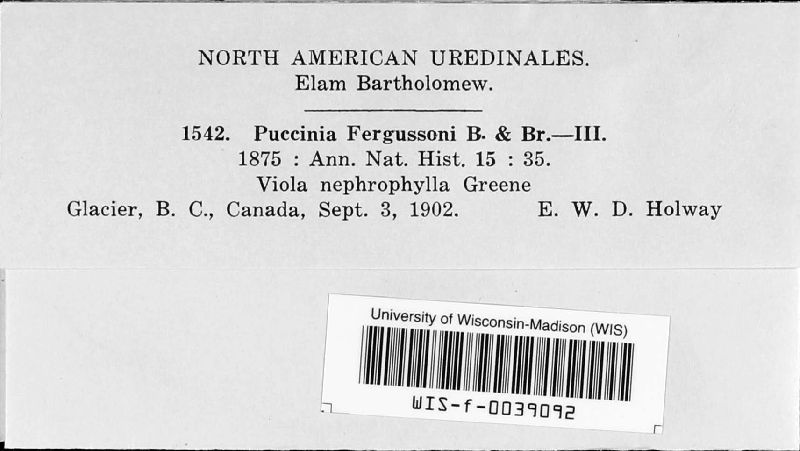 NORTH AMERICAN UREDINALES.
Elam Bartholomew.
1542. Puccinia Fergussoni B. & Br.—III.
1875 : Ann. Nat. Hist. 15 : 35.
Viola nephrophylla Greene
Glacier, B. C., Canada, Sept. 3, 1902. E. W. D. Holway
University of Wisconsin-Madison (WIS)
WIS-f-0039092